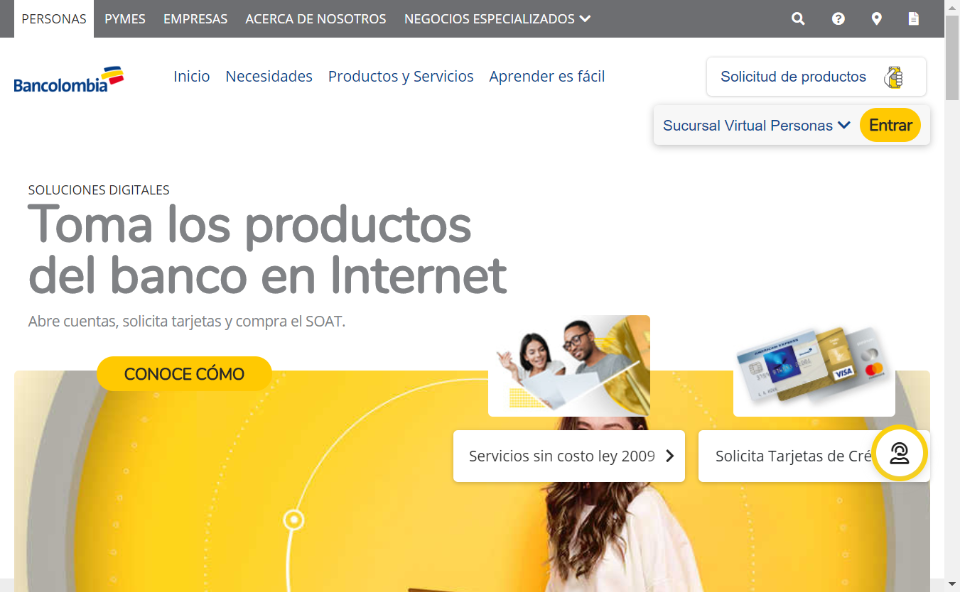 PERSONAS PYMES EMPRESAS ACERCA DE NOSOTROS NEGOCIOS ESPECIALIZADOS
Bancolombia
Inicio Necesidades Productos y Servicios Aprender es fácil
Solicitud de productos
Sucursal Virtual Personas Entrar
SOLUCIONES DIGITALES
Toma los productos
del banco en Internet
Abre cuentas, solicita tarjetas y compra el SOAT.
CONOCE CÓMO
VISA
Servicios sin costo ley 2009
Solicita Tarjetas de Cré